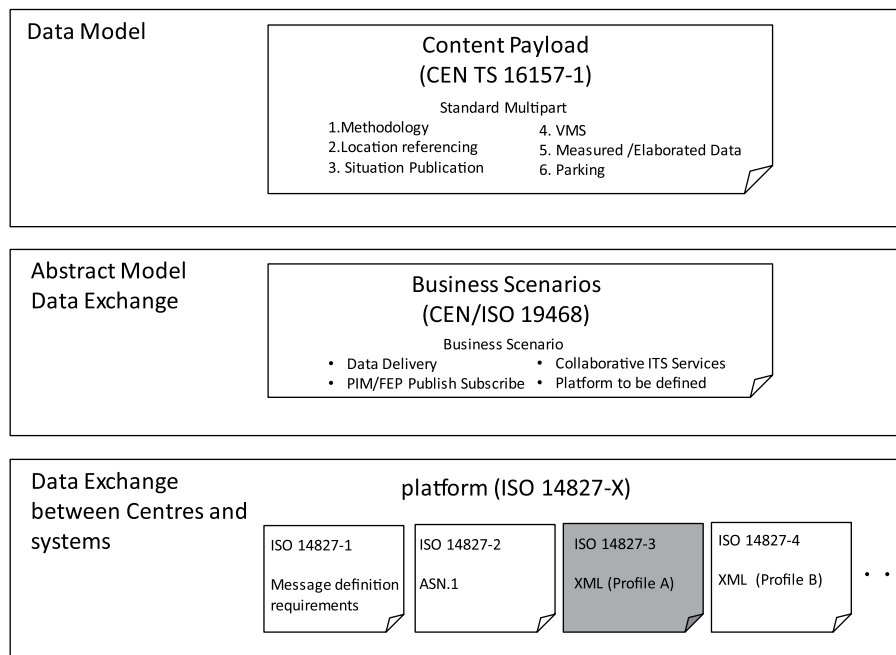 Data Model
Content Payload
(CEN TS 16157-1)
Standard Multipart
1.Methodology
2.Location referencing
3. Situation Publication
4. VMS
5. Measured /Elaborated Data
6. Parking
Abstract Model
Data Exchange
Business Scenarios
(CEN/ISO 19468)
Business Scenario
• Data Delivery
• PIM/FEP Publish Subscribe
• Collaborative ITS Services
• Platform to be defined
Data Exchange
between Centres and
systems
platform (ISO 14827-X)
ISO 14827-1
Message definition
requirements
ISO 14827-2
ASN.1
ISO 14827-3
XML (Profile A)
ISO 14827-4
XML (Profile B)
. .